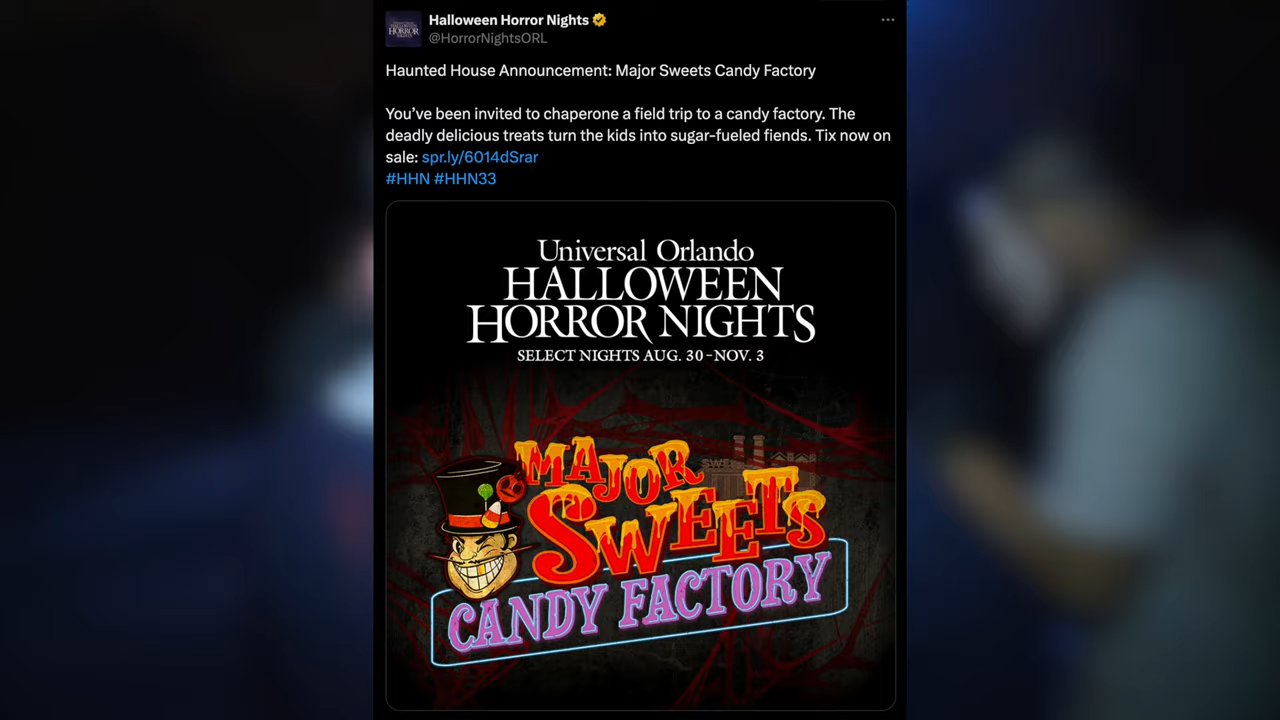 Halloween Horror Nights
@HorrorNightsORL
Haunted House Announcement: Major Sweets Candy Factory
You've been invited to chaperone a field trip to a candy factory. The
deadly delicious treats turn the kids into sugar-fueled fiends. Tix now on
sale: spr.ly/6014dSrar
#HHN #HHN33
Universal Orlando
HALLOWEEN
HORROR NIGHTS
SELECT NIGHTS AUG. 30-NOV. 3
MAJOR
SWEETS
CANDY FACTORY